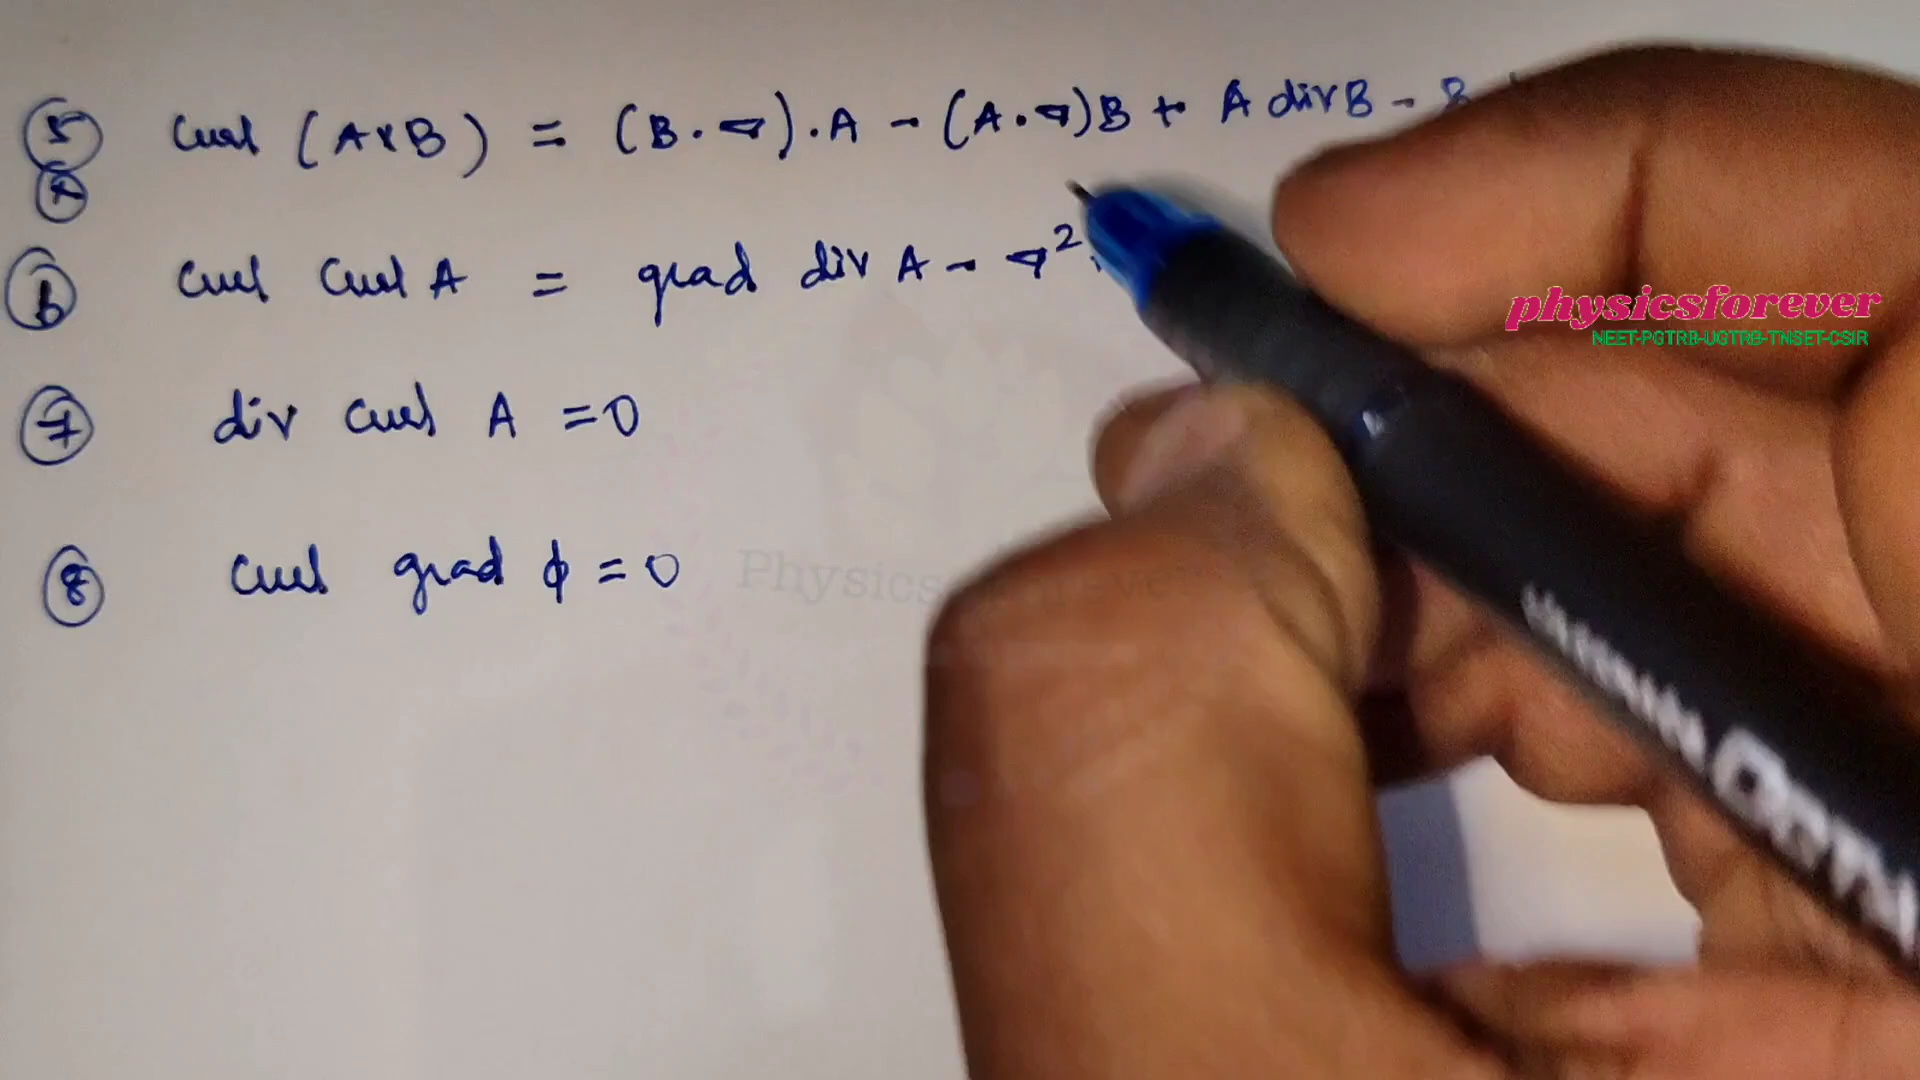 5 Curl (A×B) = (B.∇).A - (A.∇)B + A div B - B
6 Curl Curl A = grad div A - ∇²
7 div Curl A = 0
8 Curl grad ϕ = 0
physicsforever
NEET-PGTRB-UGTRB-TNSET-CSIR
Physics